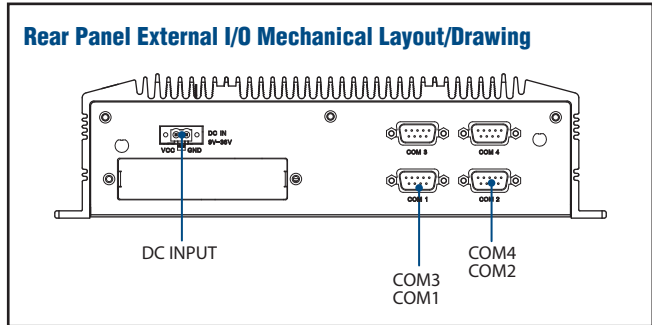 Rear Panel External I/O Mechanical Layout/Drawing
DC IN
9V~36V
VCC GND
COM 3
COM 4
COM 1
COM 2
DC INPUT
COM3
COM1
COM4
COM2